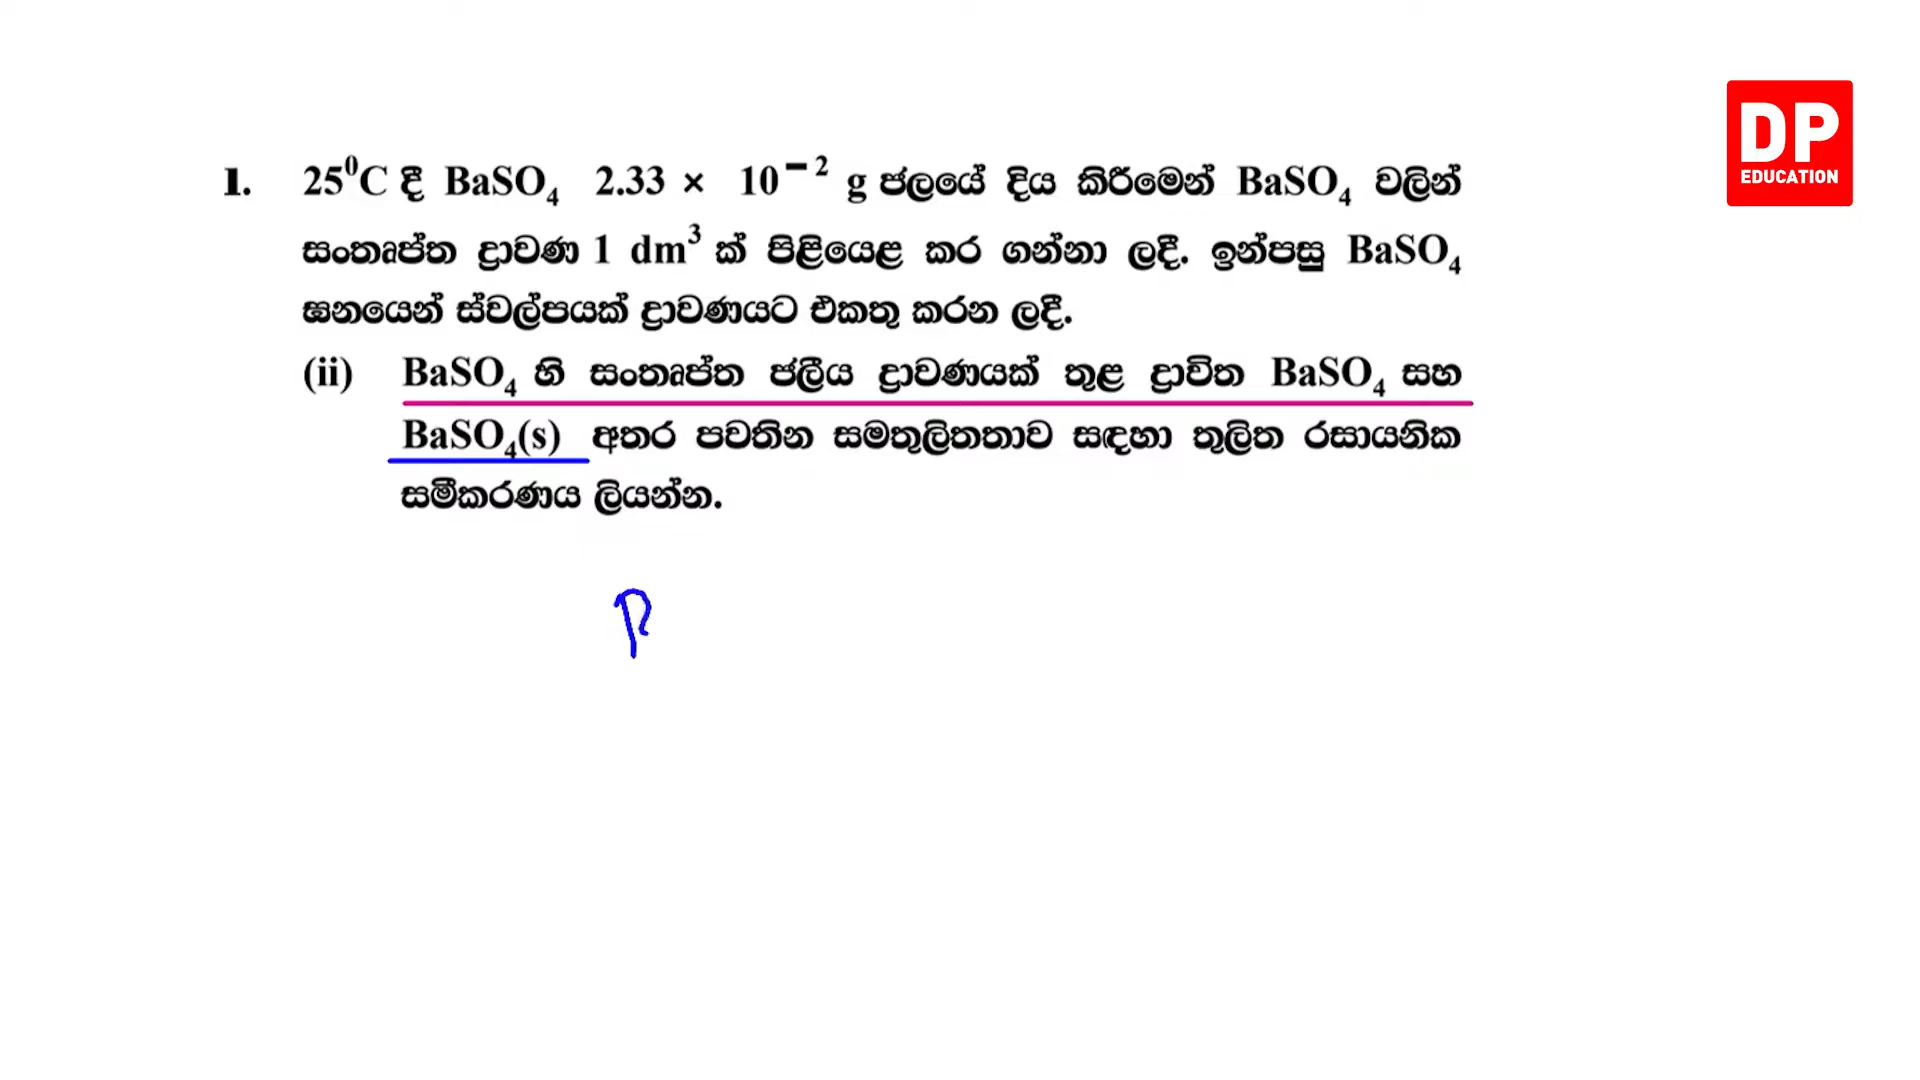 DP
EDUCATION
1. 25⁰C දී BaSO₄ 2.33 × 10⁻² g ජලයේ දිය කිරීමෙන් BaSO₄ වලින්
සංතෘප්ත ද්‍රාවණ 1 dm³ ක් පිළියෙළ කර ගන්නා ලදී. ඉන්පසු BaSO₄
ඝනයෙන් ස්වල්පයක් ද්‍රාවණයට එකතු කරන ලදී.
(ii) BaSO₄ හි සංතෘප්ත ජලීය ද්‍රාවණයක් තුළ ද්‍රාවිත BaSO₄ සහ
BaSO₄(s) අතර පවතින සමතුලිතතාව සඳහා තුලිත රසායනික
සමීකරණය ලියන්න.